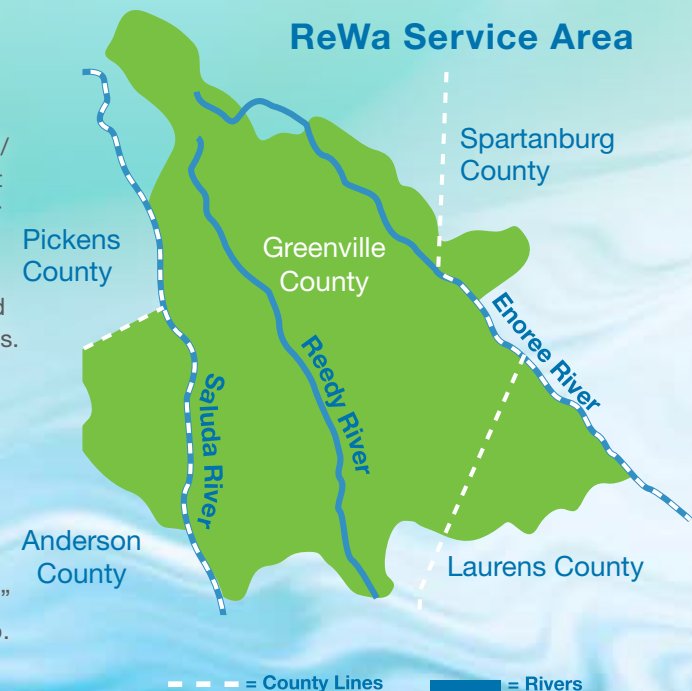 ReWa Service Area
/
Spartanburg
County
Pickens
County
Greenville
County
s.
Enoree River
Reedy River
Saluda River
Anderson
County
Laurens County
”
.
= County Lines
= Rivers